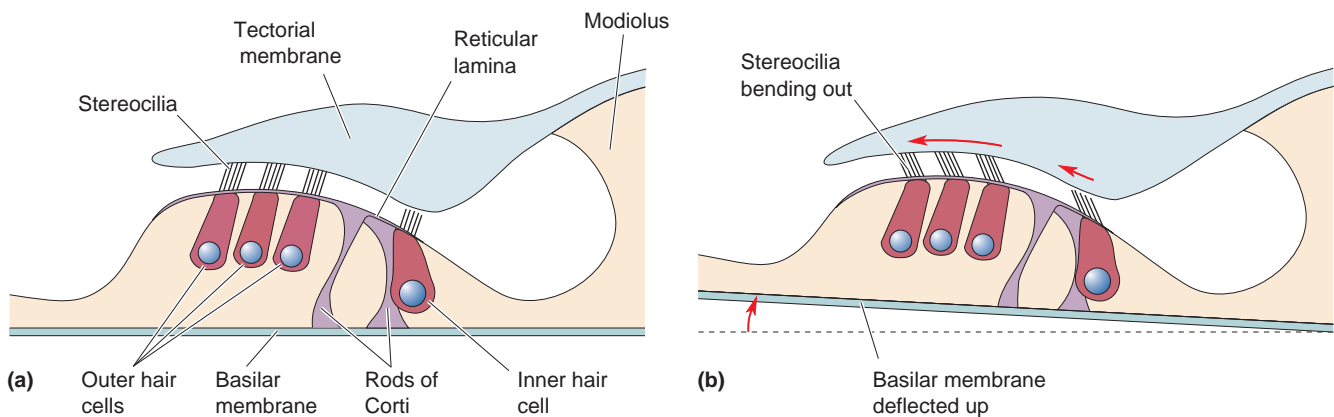 Modiolus
Tectorial
membrane
Reticular
lamina
Stereocilia
(a)
Outer hair
cells
Basilar
membrane
Rods of
Corti
Inner hair
cell
Stereocilia
bending out
(b)
Basilar membrane
deflected up